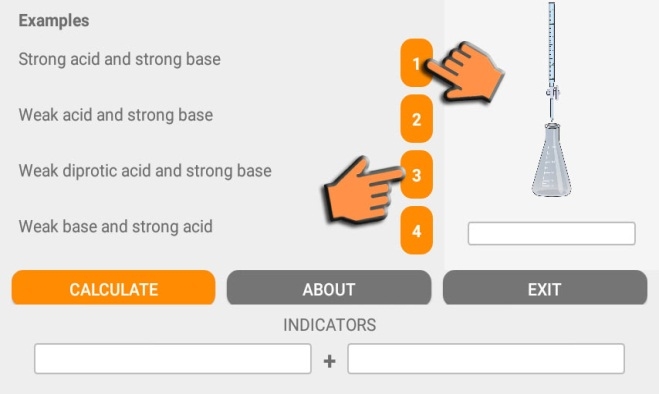 Examples
Strong acid and strong base 1
Weak acid and strong base 2
Weak diprotic acid and strong base 3
Weak base and strong acid 4
CALCULATE ABOUT EXIT
INDICATORS
+